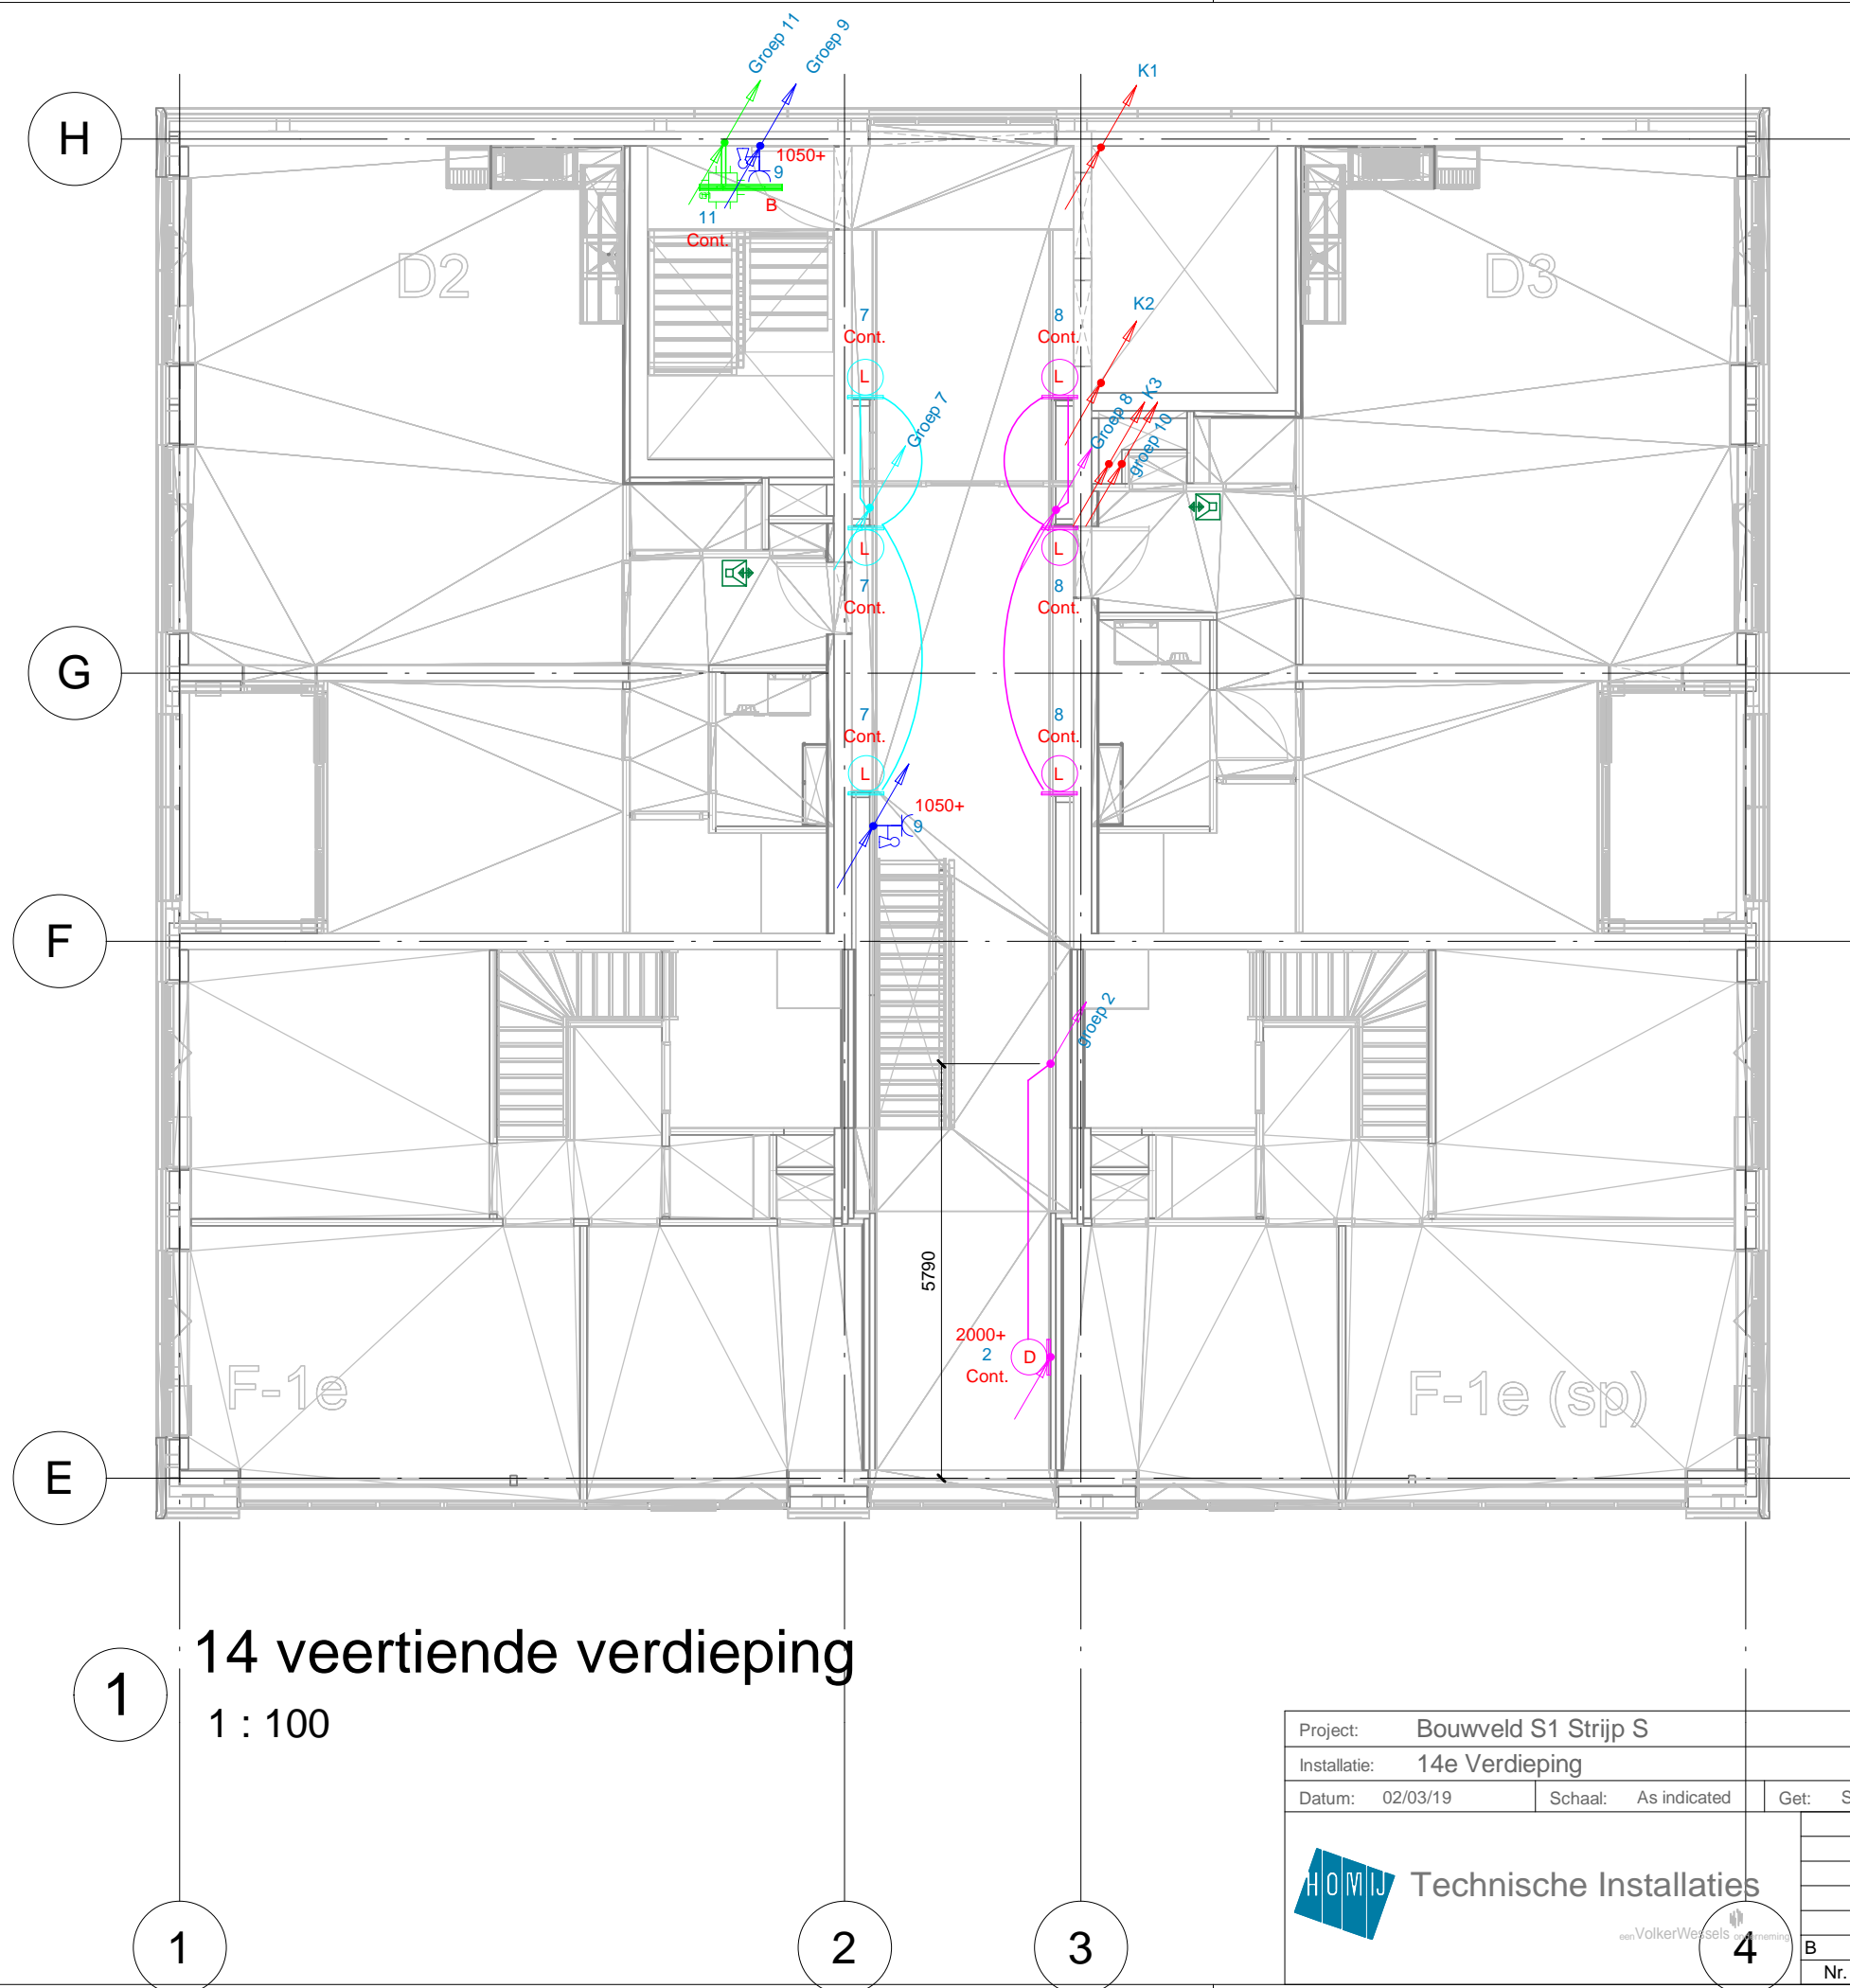 Groep 11
Groep 9
K1
H
1050+
9
B
11
Cont.
D2
D3
K2
7
Cont.
8
Cont.
L
L
K3
Groep 7
Groep 8
groep 10
L
L
7
Cont.
8
Cont.
G
7
Cont.
8
Cont.
L
L
1050+
9
F
groep 2
5790
2000+
2
Cont.
D
F-1e
F-1e (sp)
E
1
14 veertiende verdieping
1 : 100
Project: Bouwveld S1 Strijp S
Installatie: 14e Verdieping
Datum: 02/03/19 Schaal: As indicated Get: S
HOMIJ Technische Installaties
een VolkerWessels onderneming
B
Nr.
1
2
3
4